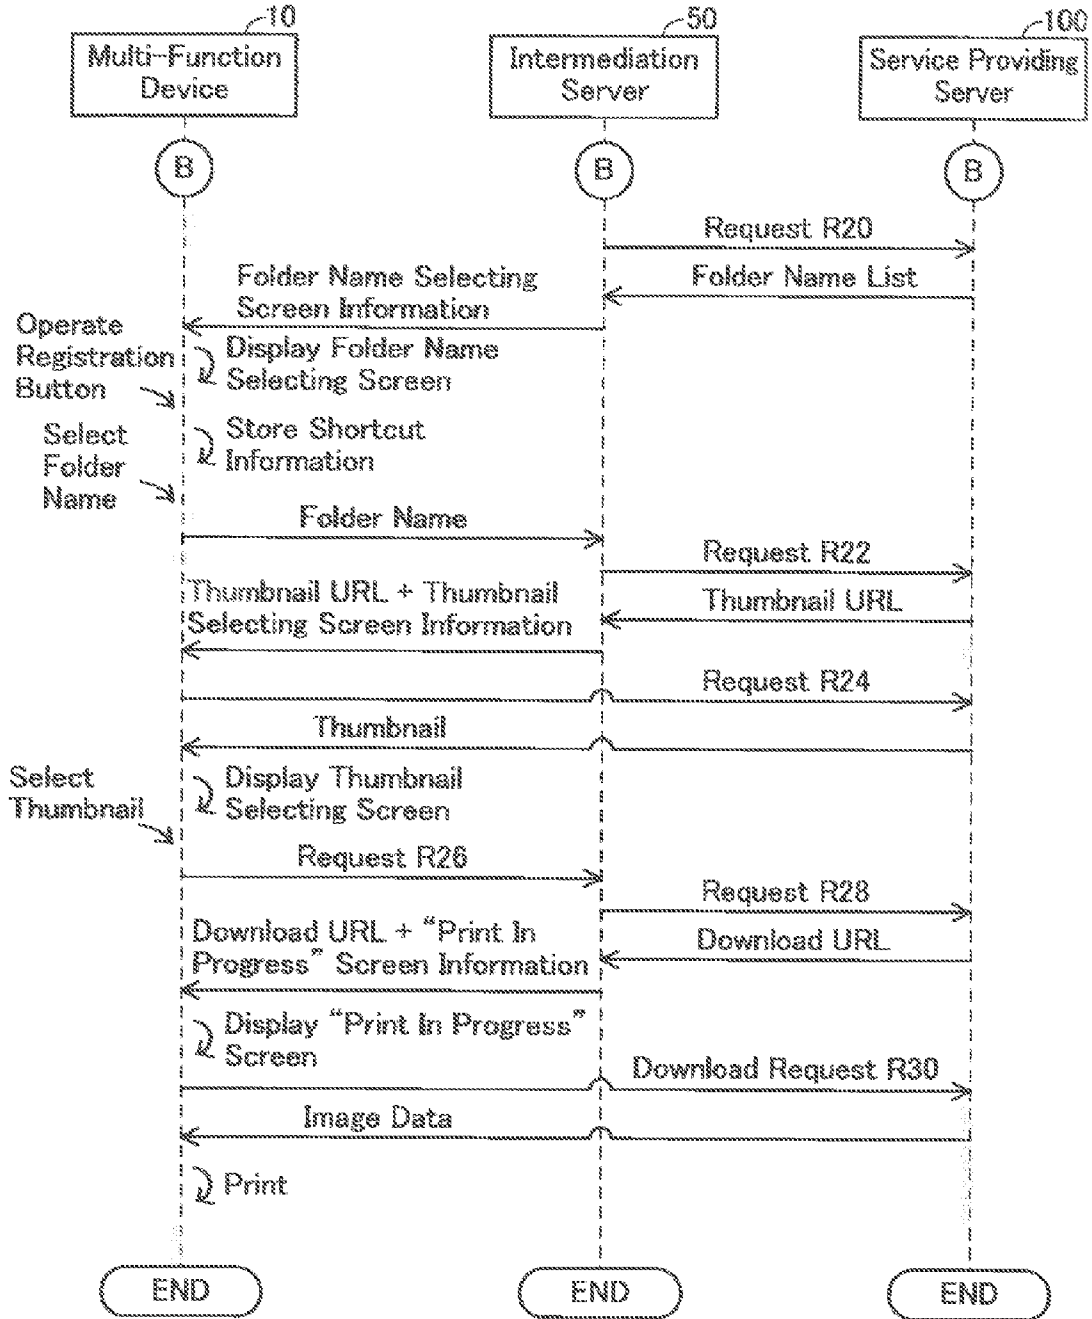 10
50
100
Multi-Function
Device
Intermediation
Server
Service Providing
Server
B
B
B
Request R20
Folder Name List
Folder Name Selecting
Screen Information
Operate
Registration
Button
Display Folder Name
Selecting Screen
Select
Folder
Name
Store Shortcut
Information
Folder Name
Request R22
Thumbnail URL
Thumbnail URL + Thumbnail
Selecting Screen Information
Request R24
Thumbnail
Select
Thumbnail
Display Thumbnail
Selecting Screen
Request R26
Request R28
Download URL
Download URL + “Print In
Progress” Screen Information
Display “Print In Progress”
Screen
Download Request R30
Image Data
Print
END
END
END